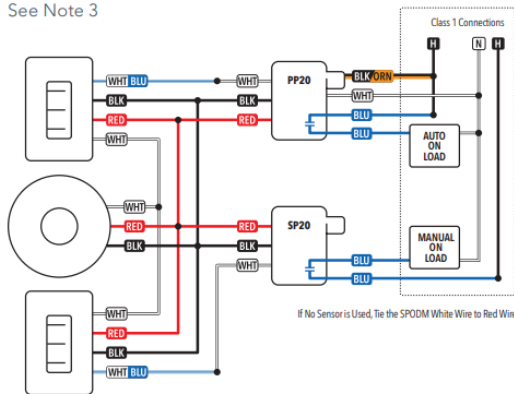 See Note 3
Class 1 Connections
H N H
WHT BLU
WHT
PP20
BLK ORN
BLK
BLK
WHT
RED
RED
BLU
WHT
BLU
AUTO
ON
LOAD
WHT
RED
RED
SP20
BLK
BLK
MANUAL
ON
LOAD
WHT
BLU
BLU
WHT
If No Sensor is Used, Tie the SPODM White Wire to Red Wire
RED
BLK
WHT BLU